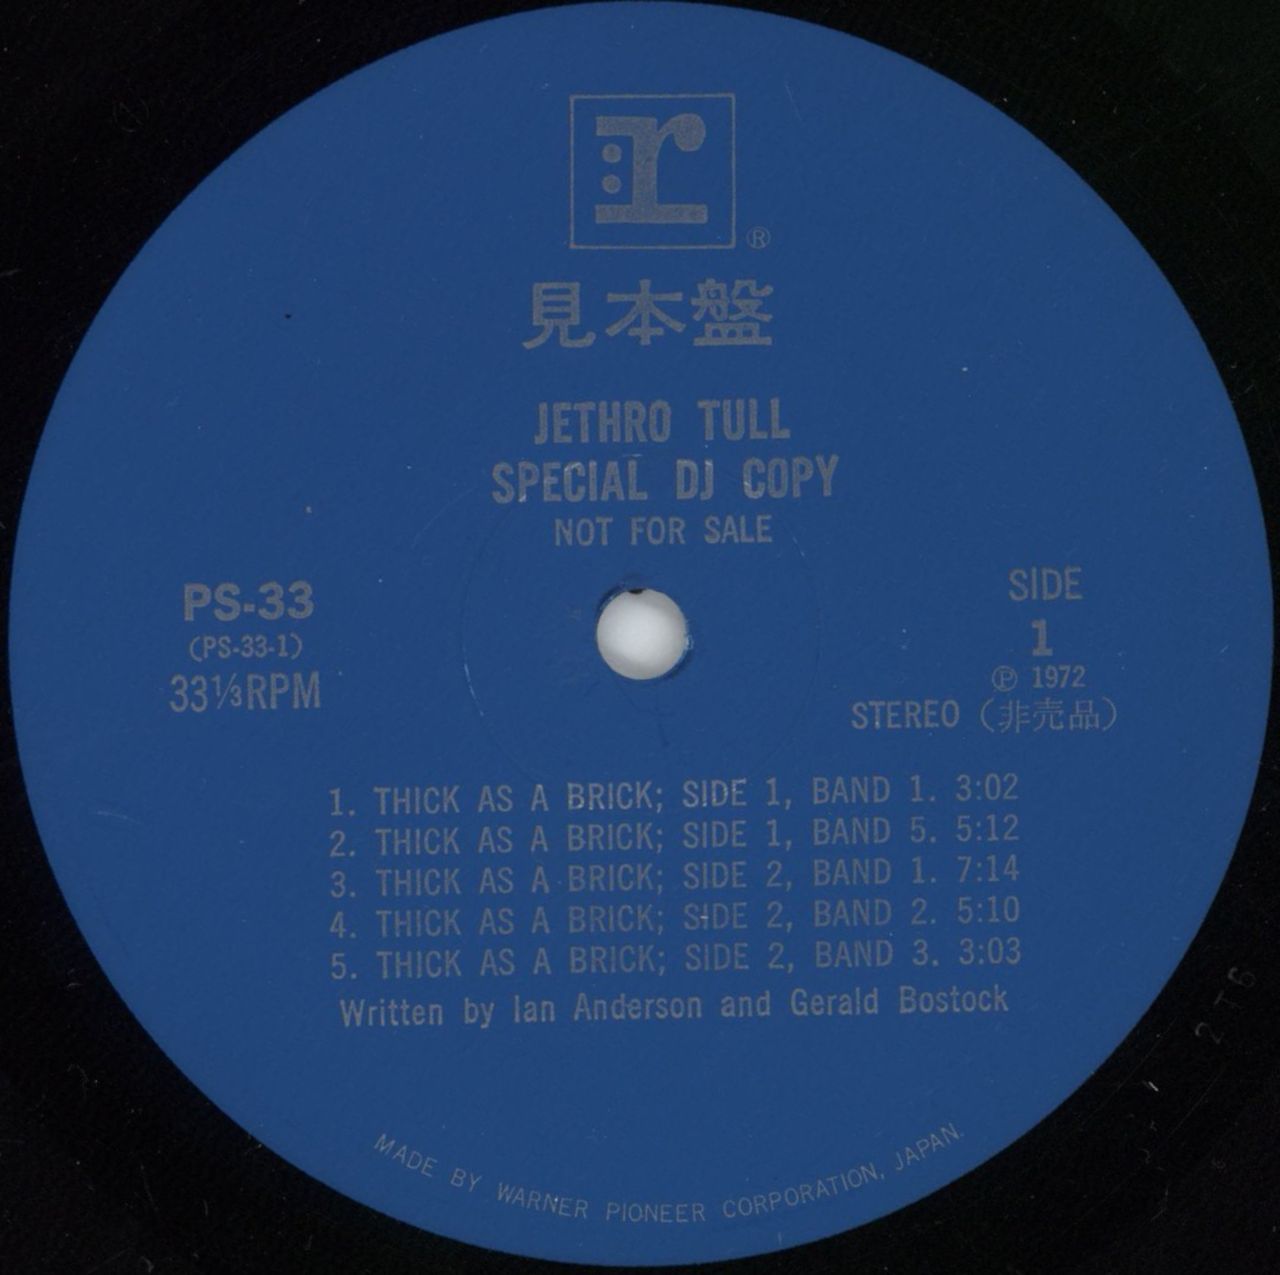 :r
®
見本盤
JETHRO TULL
SPECIAL DJ COPY
NOT FOR SALE
PS-33
(PS-33-1)
33⅓RPM
SIDE
1
℗ 1972
STEREO (非売品)
1. THICK AS A BRICK; SIDE 1, BAND 1. 3:02
2. THICK AS A BRICK; SIDE 1, BAND 5. 5:12
3. THICK AS A BRICK; SIDE 2, BAND 1. 7:14
4. THICK AS A BRICK; SIDE 2, BAND 2. 5:10
5. THICK AS A BRICK; SIDE 2, BAND 3. 3:03
Written by Ian Anderson and Gerald Bostock
MADE BY WARNER PIONEER CORPORATION, JAPAN.
2 T6